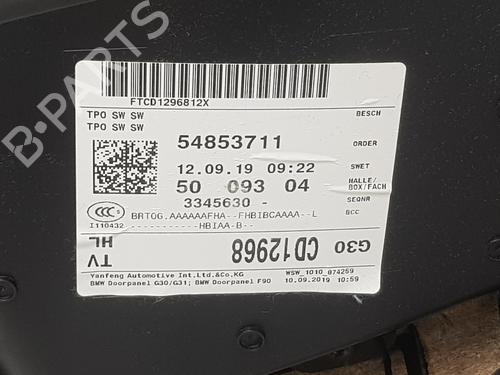 FTCD1296812X
TPO SW SW
TPO SW SW
BESCH
54853711
ORDER
12.09.19 09:22
SWET
50 093 04
HALLE/
BOX/FACH
3345630 -
SEQNR
CCC S
I110432
BRTOG.AAAAAAFHA--FHBIBCAAAA--L
-----------HBIAA-B--
BCC
TV
HL
CD12968
G30
Yanfeng Automotive Int.Ltd.&Co.KG
BMW Doorpanel G30/G31; BMW Doorpanel F90
WSW_1010_874259
10.09.2019 10:59
B-PARTS